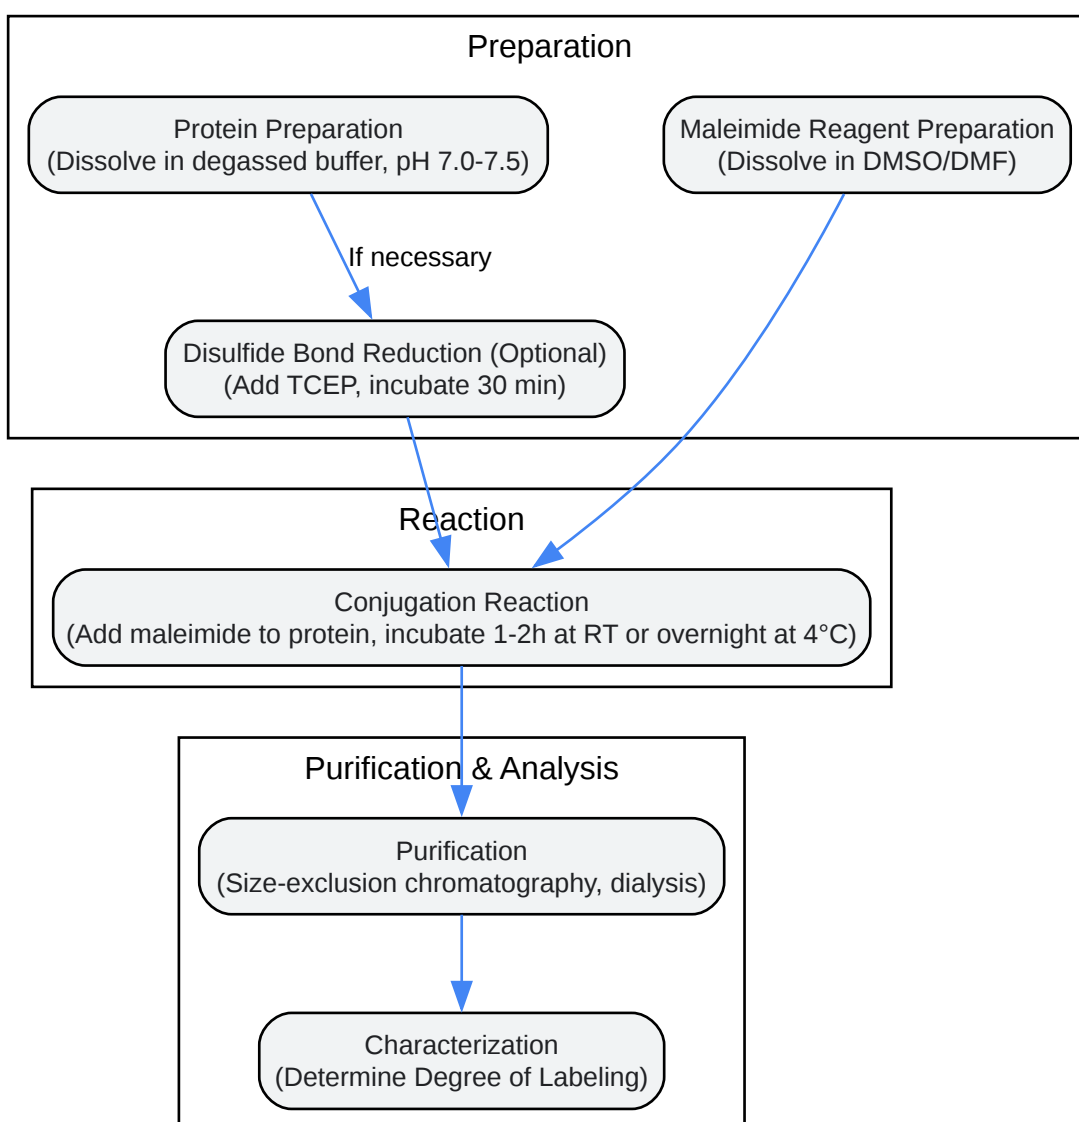 Preparation
Protein Preparation
(Dissolve in degassed buffer, pH 7.0-7.5)
Maleimide Reagent Preparation
(Dissolve in DMSO/DMF)
If necessary
Disulfide Bond Reduction (Optional)
(Add TCEP, incubate 30 min)
Reaction
Conjugation Reaction
(Add maleimide to protein, incubate 1-2h at RT or overnight at 4°C)
Purification & Analysis
Purification
(Size-exclusion chromatography, dialysis)
Characterization
(Determine Degree of Labeling)